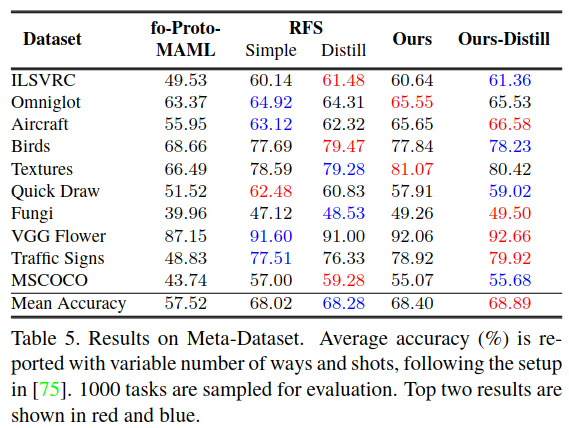 Dataset fo-Proto-MAML RFS Simple Distill Ours Ours-Distill
ILSVRC 49.53 60.14 61.48 60.64 61.36
Omniglot 63.37 64.92 64.31 65.55 65.53
Aircraft 55.95 63.12 62.32 65.65 66.58
Birds 68.66 77.69 79.47 77.84 78.23
Textures 66.49 78.59 79.28 81.07 80.42
Quick Draw 51.52 62.48 60.83 57.91 59.02
Fungi 39.96 47.12 48.53 49.26 49.50
VGG Flower 87.15 91.60 91.00 92.06 92.66
Traffic Signs 48.83 77.51 76.33 78.92 79.92
MSCOCO 43.74 57.00 59.28 55.07 55.68
Mean Accuracy 57.52 68.02 68.28 68.40 68.89
Table 5. Results on Meta-Dataset. Average accuracy (%) is re-
ported with variable number of ways and shots, following the setup
in [75]. 1000 tasks are sampled for evaluation. Top two results are
shown in red and blue.